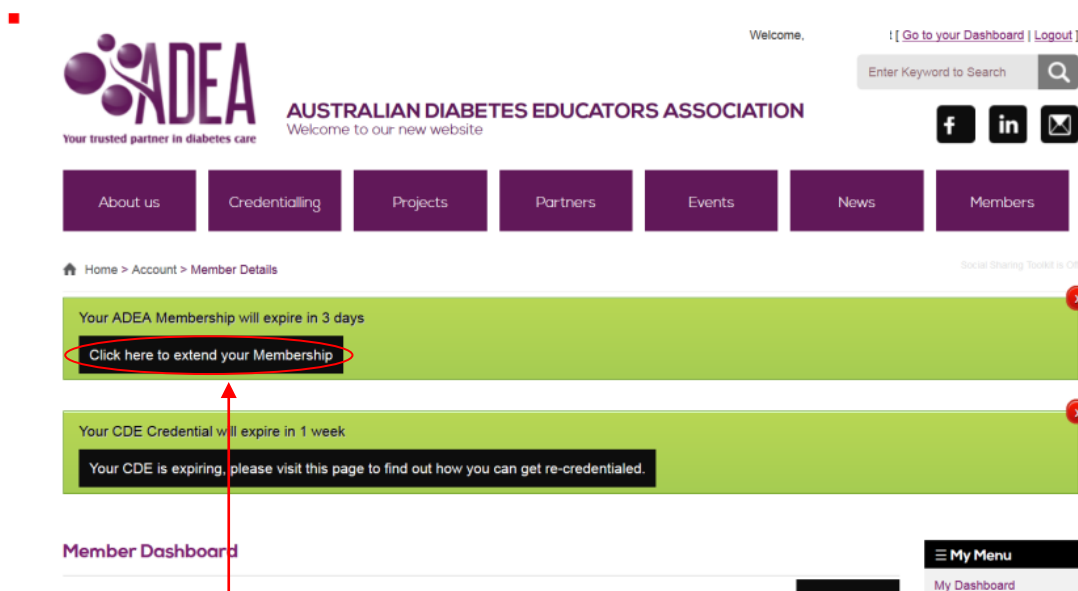 Welcome, [ Go to your Dashboard | Logout ]
Enter Keyword to Search
ADEA
Your trusted partner in diabetes care
AUSTRALIAN DIABETES EDUCATORS ASSOCIATION
Welcome to our new website
About us
Credentialling
Projects
Partners
Events
News
Members
Home > Account > Member Details
Social Sharing Toolkit is Off
Your ADEA Membership will expire in 3 days
Click here to extend your Membership
Your CDE Credential will expire in 1 week
Your CDE is expiring, please visit this page to find out how you can get re-credentialed.
Member Dashboard
My Menu
My Dashboard